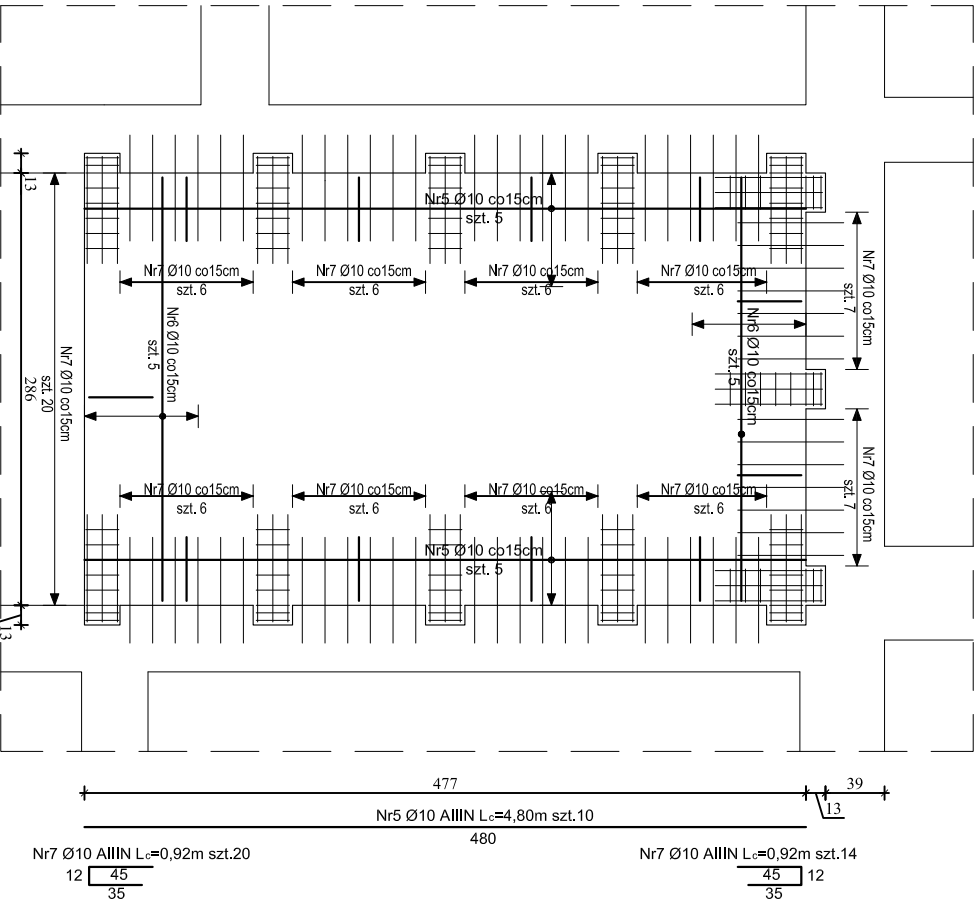 13
Nr5 Ø10 co15cm
szt. 5
Nr7 Ø10 co15cm
szt. 6
Nr7 Ø10 co15cm
szt. 6
Nr7 Ø10 co15cm
szt. 6
Nr7 Ø10 co15cm
szt. 6
Nr7 Ø10 co15cm
szt. 7
Nr6 Ø10 co15cm
szt. 5
Nr6 Ø10 co15cm
szt. 5
Nr7 Ø10 co15cm
szt. 20
286
Nr7 Ø10 co15cm
szt. 7
Nr7 Ø10 co15cm
szt. 6
Nr7 Ø10 co15cm
szt. 6
Nr7 Ø10 co15cm
szt. 6
Nr7 Ø10 co15cm
szt. 6
Nr5 Ø10 co15cm
szt. 5
13
477
39
13
Nr5 Ø10 AIIIN Lc=4,80m szt.10
480
Nr7 Ø10 AIIIN Lc=0,92m szt.20
12 45
35
Nr7 Ø10 AIIIN Lc=0,92m szt.14
45 12
35